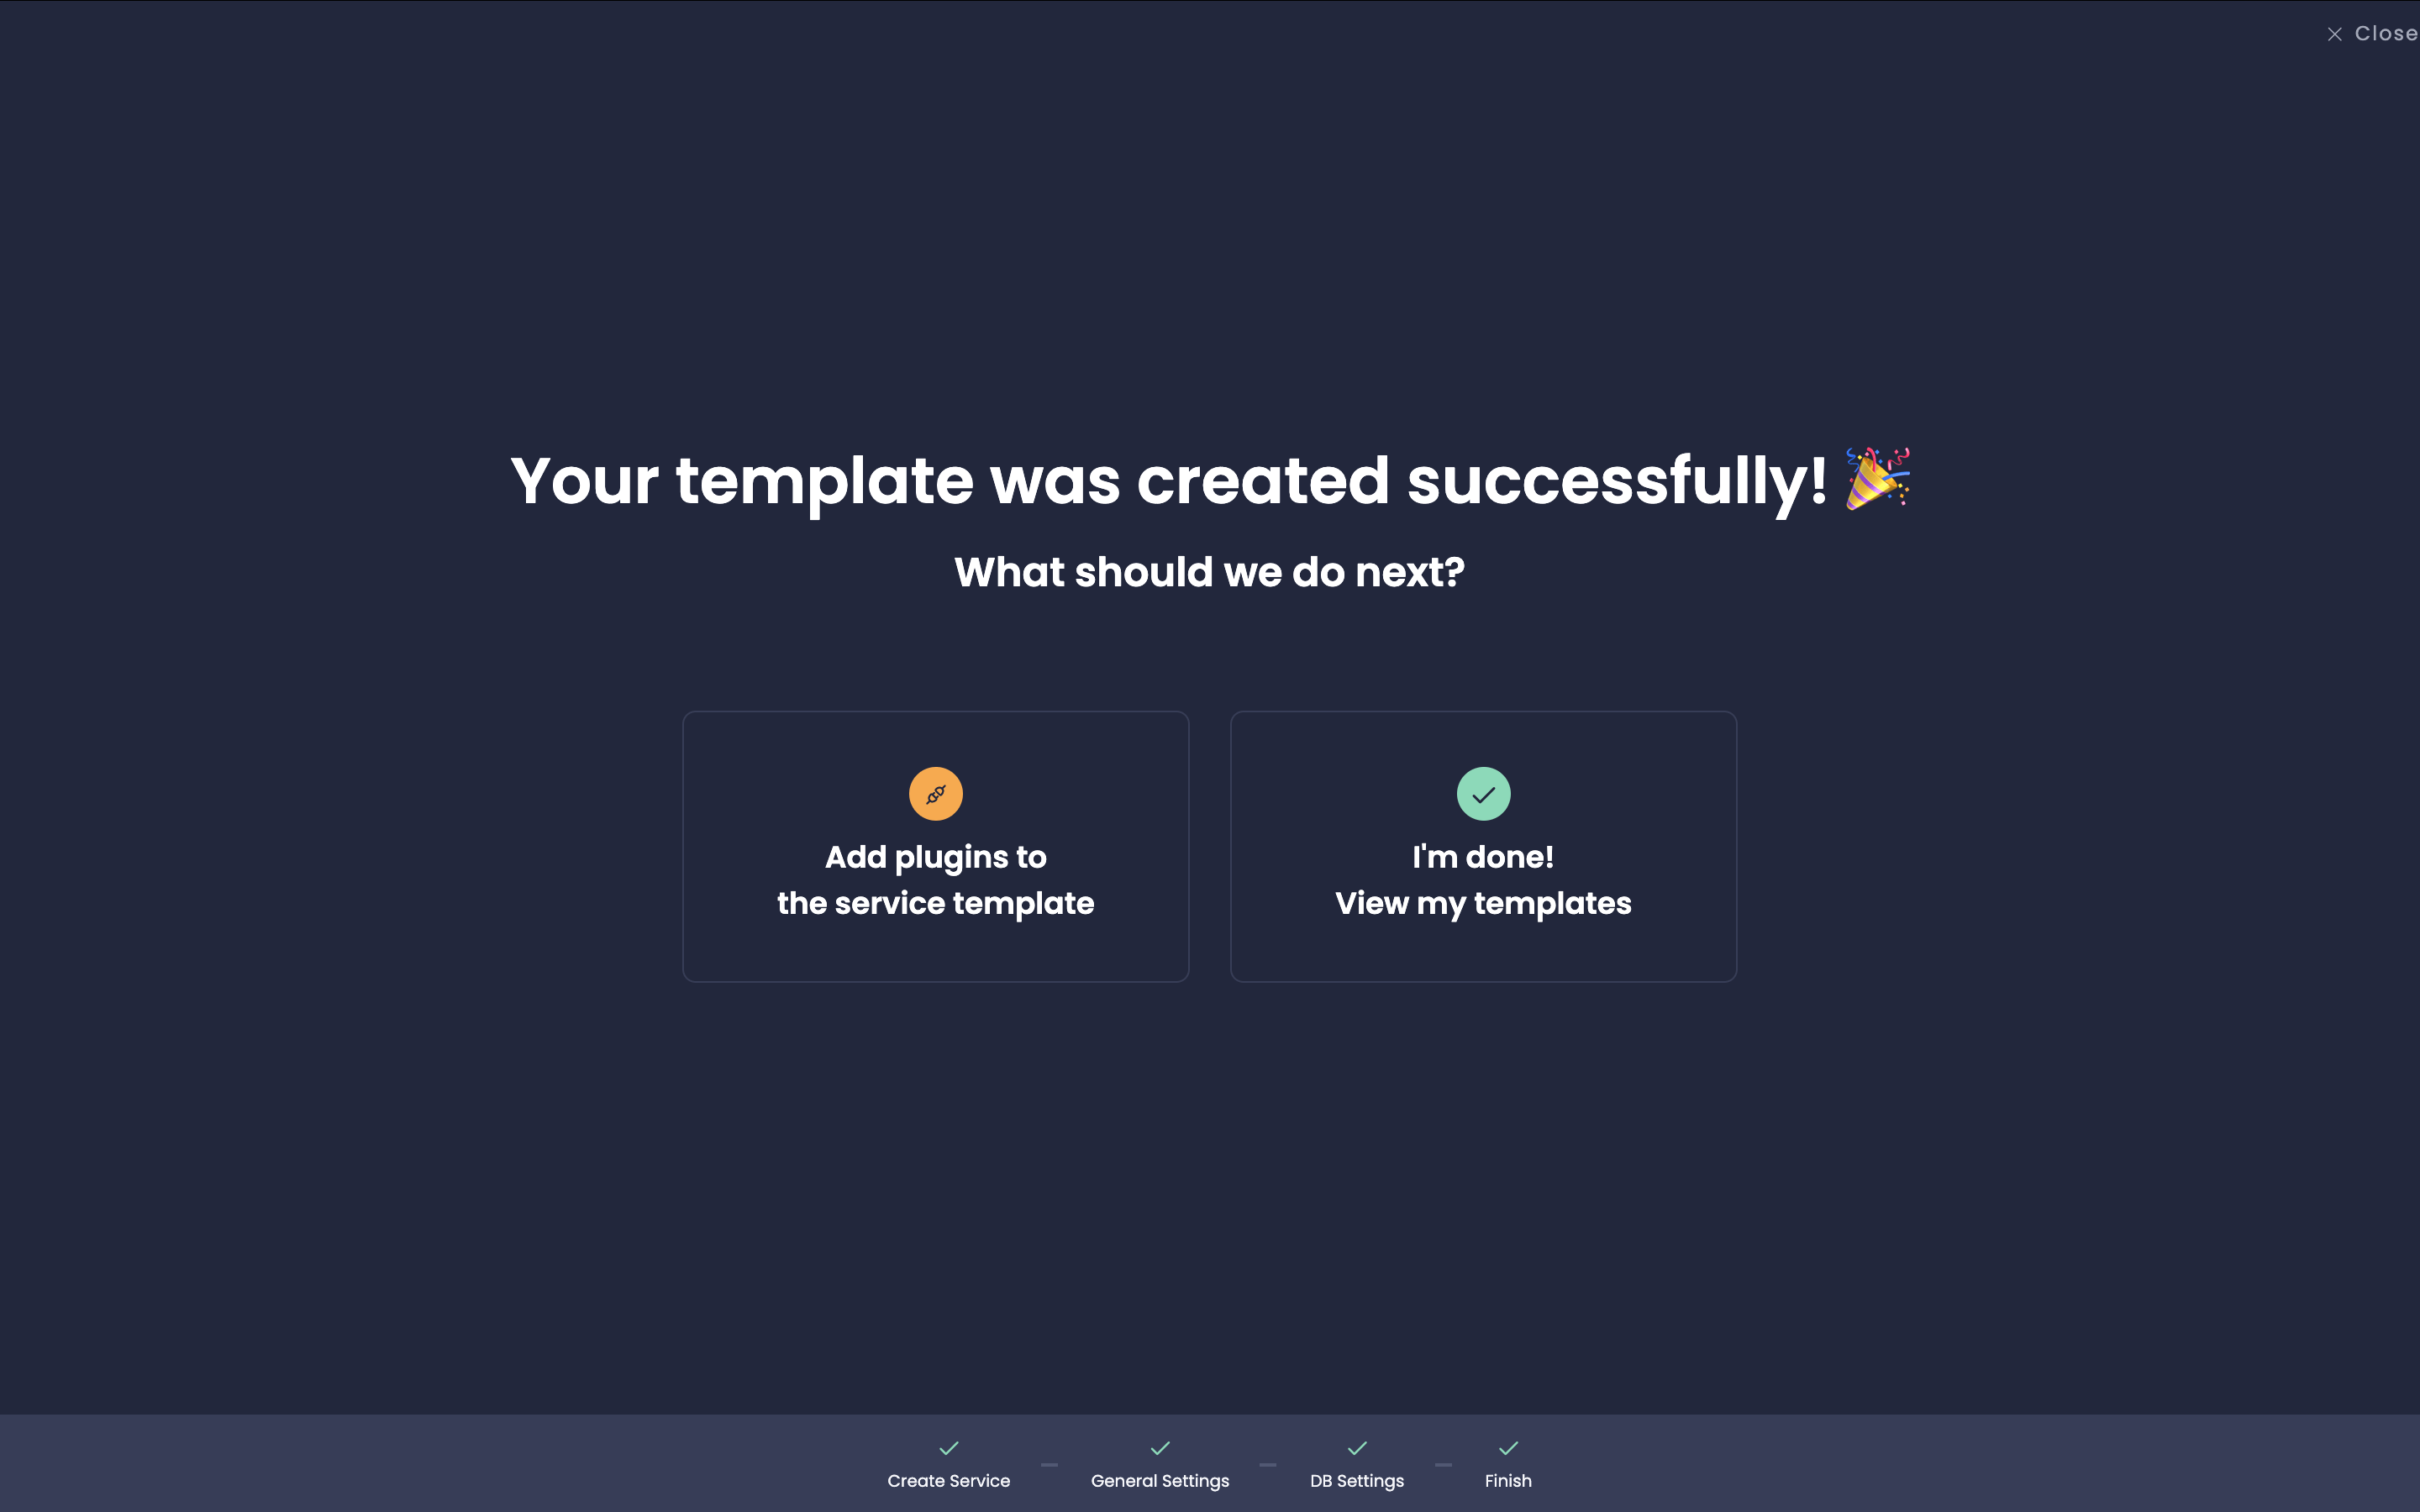 Close
Your template was created successfully! 🎉
What should we do next?
Add plugins to
the service template
I'm done!
View my templates
Create Service
General Settings
DB Settings
Finish